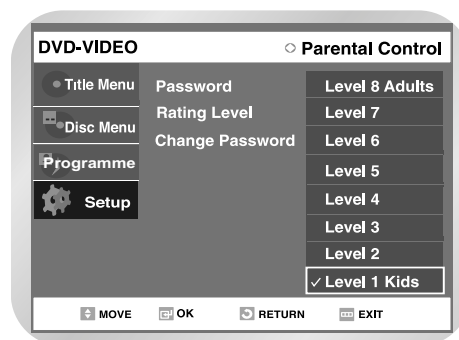 DVD-VIDEO
Parental Control
Title Menu
Disc Menu
Programme
Setup
Password
Rating Level
Change Password
Level 8 Adults
Level 7
Level 6
Level 5
Level 4
Level 3
Level 2
✓ Level 1 Kids
MOVE OK RETURN EXIT